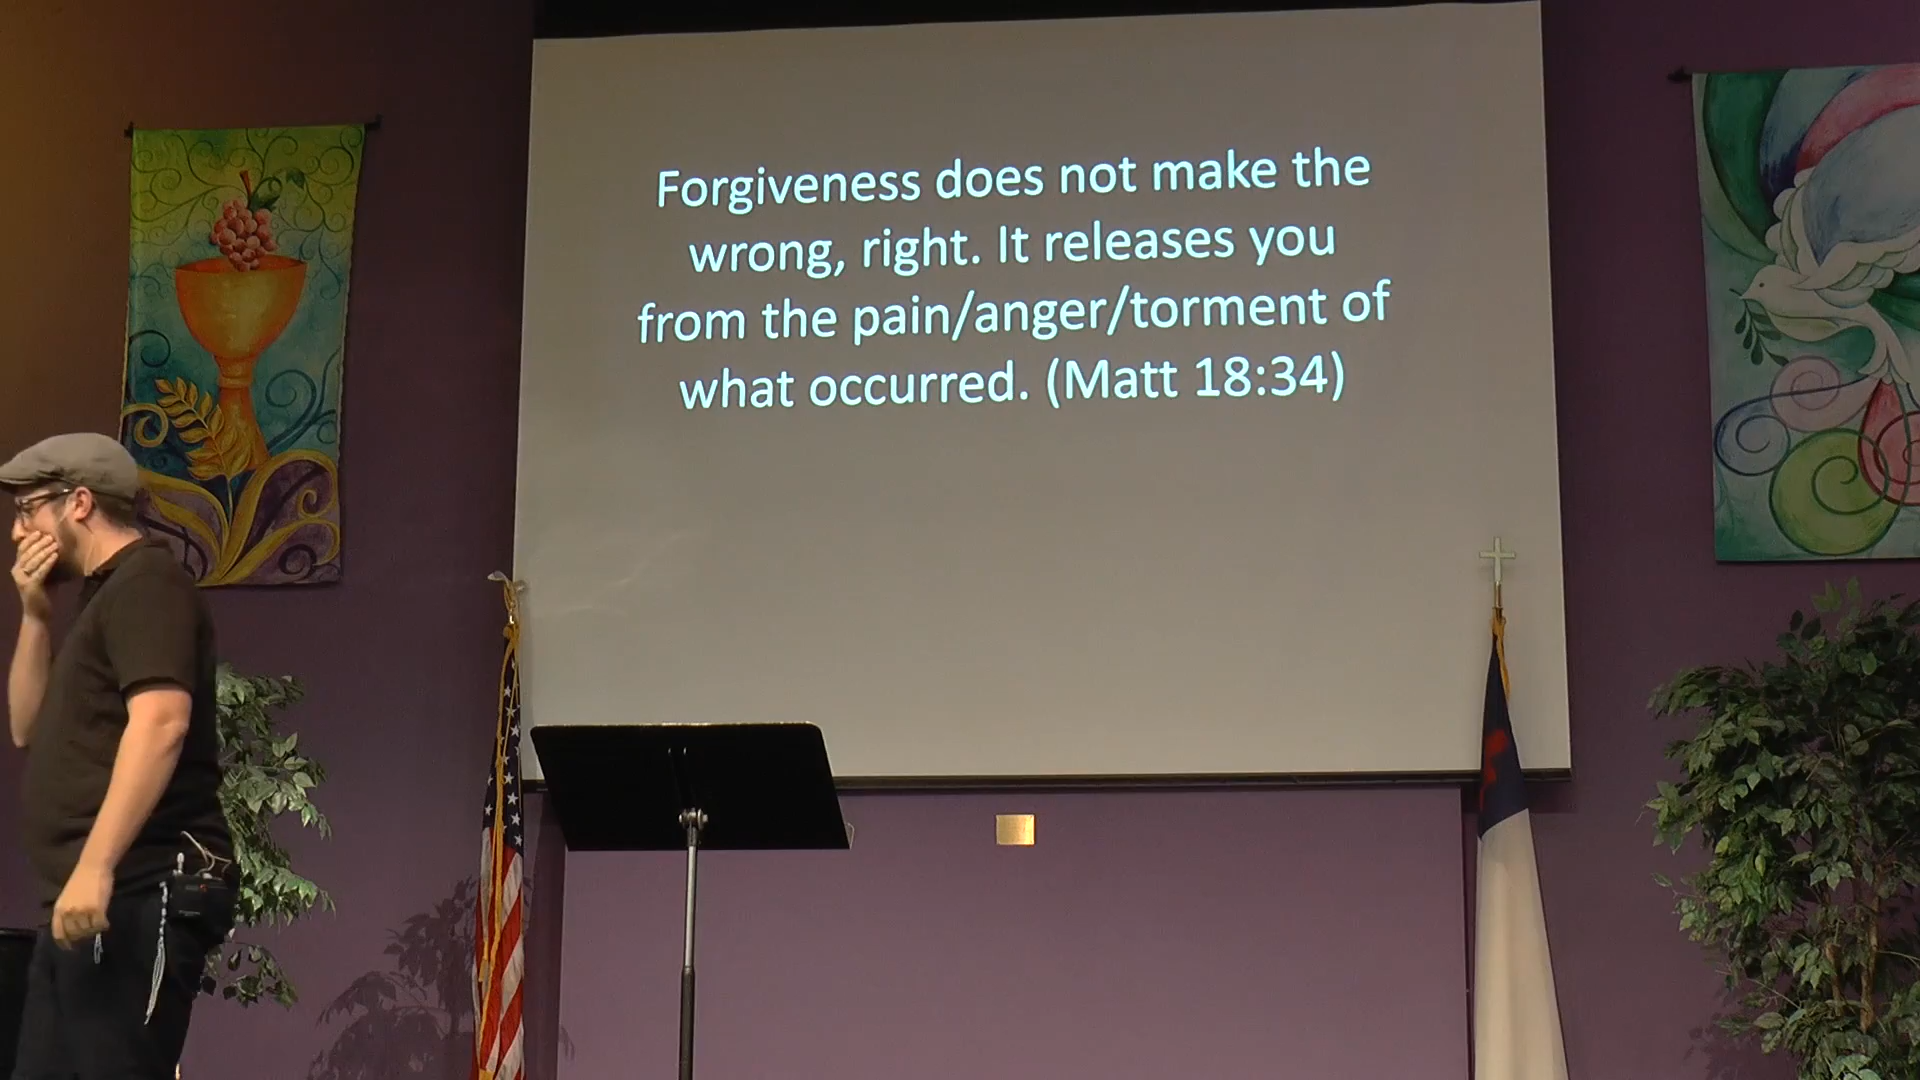 Forgiveness does not make the
wrong, right. It releases you
from the pain/anger/torment of
what occurred. (Matt 18:34)